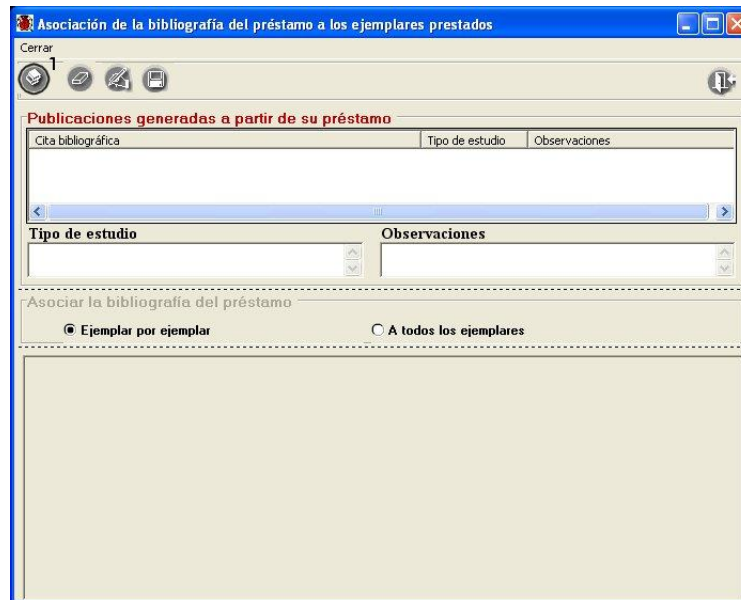 Asociación de la bibliografía del préstamo a los ejemplares prestados
Cerrar
1
Publicaciones generadas a partir de su préstamo
Cita bibliográfica Tipo de estudio Observaciones
Tipo de estudio Observaciones
Asociar la bibliografía del préstamo
Ejemplar por ejemplar A todos los ejemplares